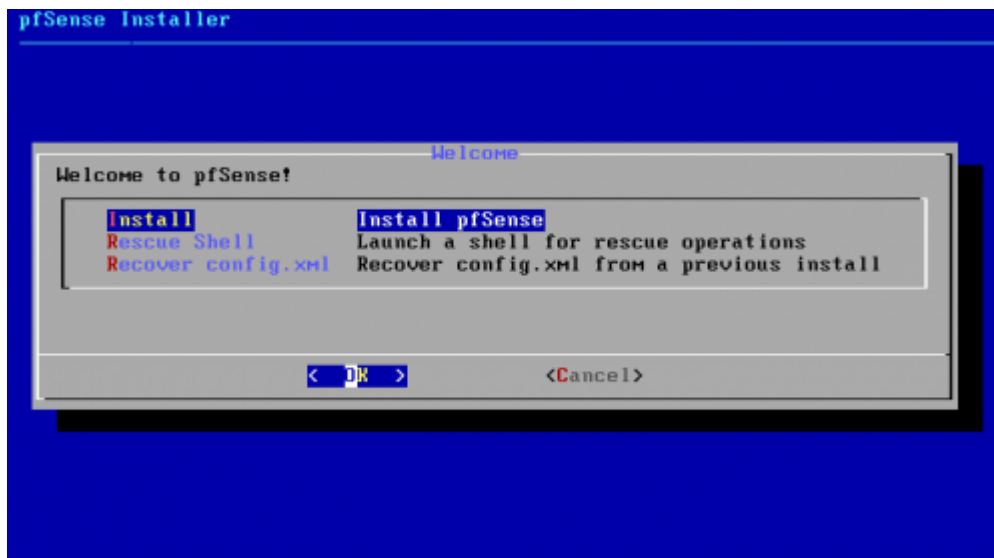 pfSense Installer
Welcome
Welcome to pfSense!
Install Install pfSense
Rescue Shell Launch a shell for rescue operations
Recover config.xml Recover config.xml from a previous install
< OK > <Cancel>